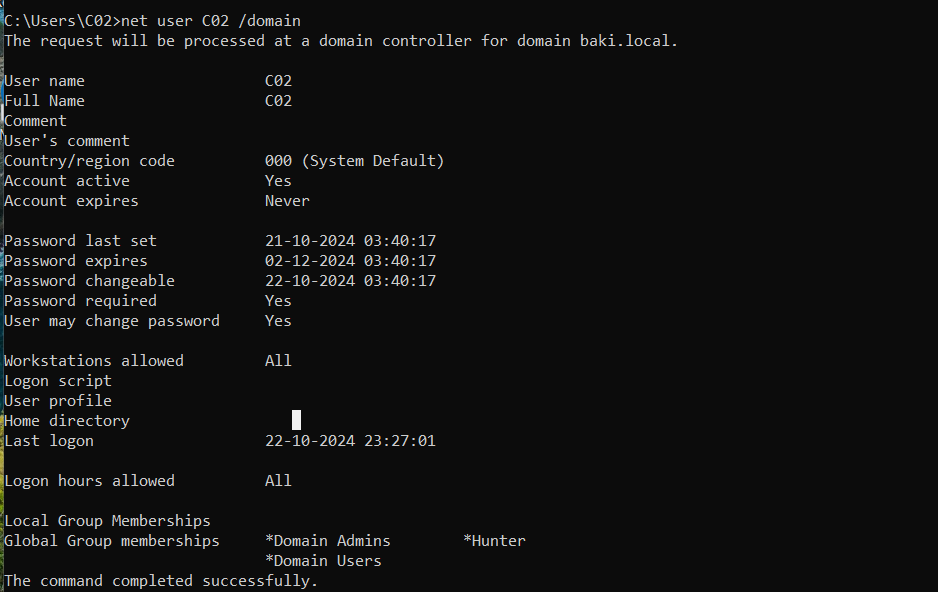 C:\Users\C02>net user C02 /domain
The request will be processed at a domain controller for domain baki.local.
User name                    C02
Full Name                    C02
Comment
User's comment
Country/region code          000 (System Default)
Account active               Yes
Account expires              Never
Password last set            21-10-2024 03:40:17
Password expires             02-12-2024 03:40:17
Password changeable          22-10-2024 03:40:17
Password required            Yes
User may change password     Yes
Workstations allowed         All
Logon script
User profile
Home directory
Last logon                   22-10-2024 23:27:01
Logon hours allowed          All
Local Group Memberships
Global Group memberships     *Domain Admins        *Hunter
                             *Domain Users
The command completed successfully.